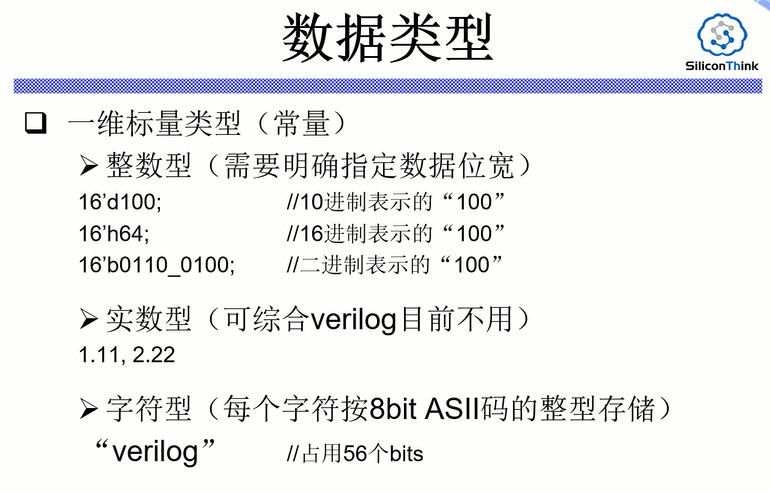 数据类型
SiliconThink
❑ 一维标量类型（常量）
➢整数型（需要明确指定数据位宽）
16’d100; //10进制表示的“100”
16’h64; //16进制表示的“100”
16’b0110_0100; //二进制表示的“100”
➢实数型（可综合verilog目前不用）
1.11, 2.22
➢字符型（每个字符按8bit ASII码的整型存储）
“verilog” //占用56个bits